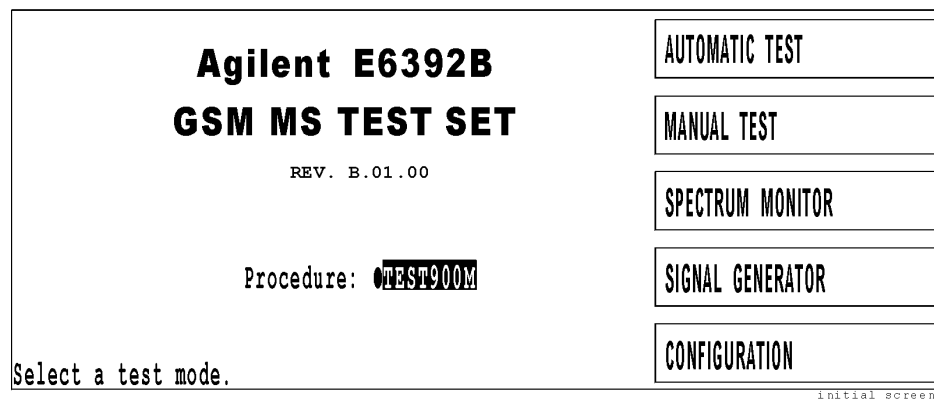 Agilent E6392B
GSM MS TEST SET
REV. B.01.00
Procedure: TEST900M
Select a test mode.
AUTOMATIC TEST
MANUAL TEST
SPECTRUM MONITOR
SIGNAL GENERATOR
CONFIGURATION
initial screen